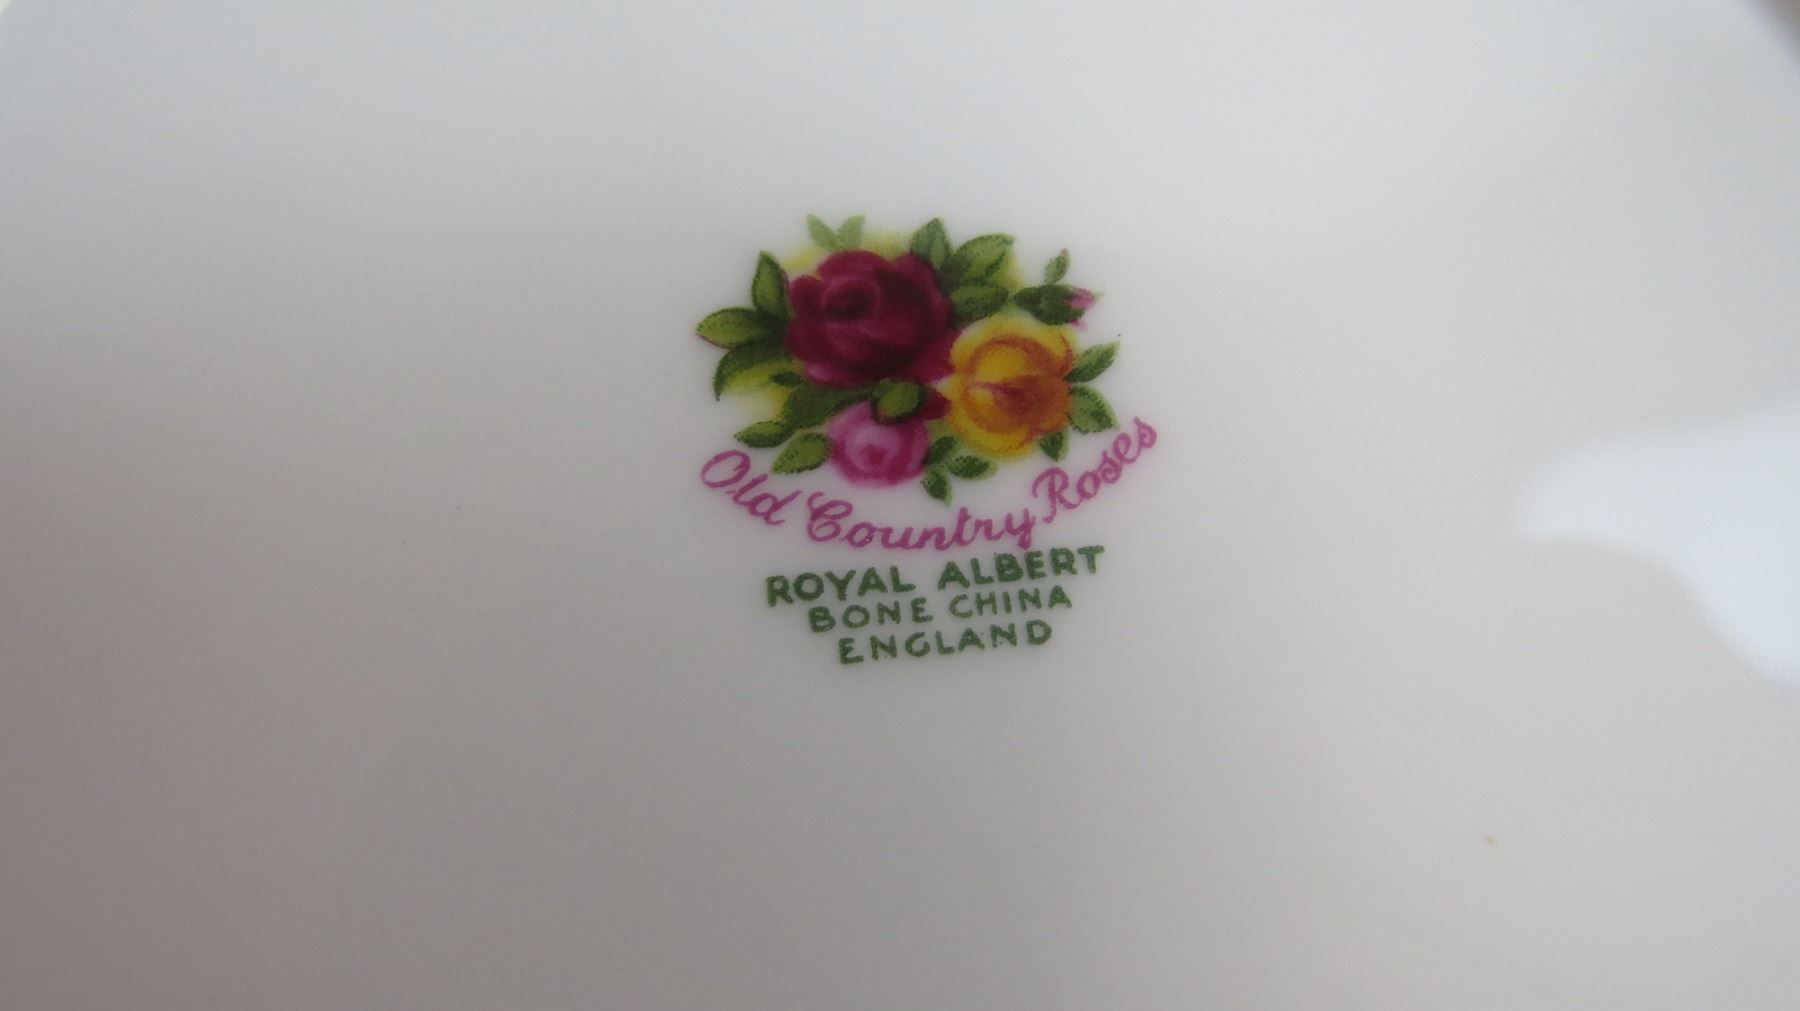 Old Country Roses
ROYAL ALBERT
BONE CHINA
ENGLAND